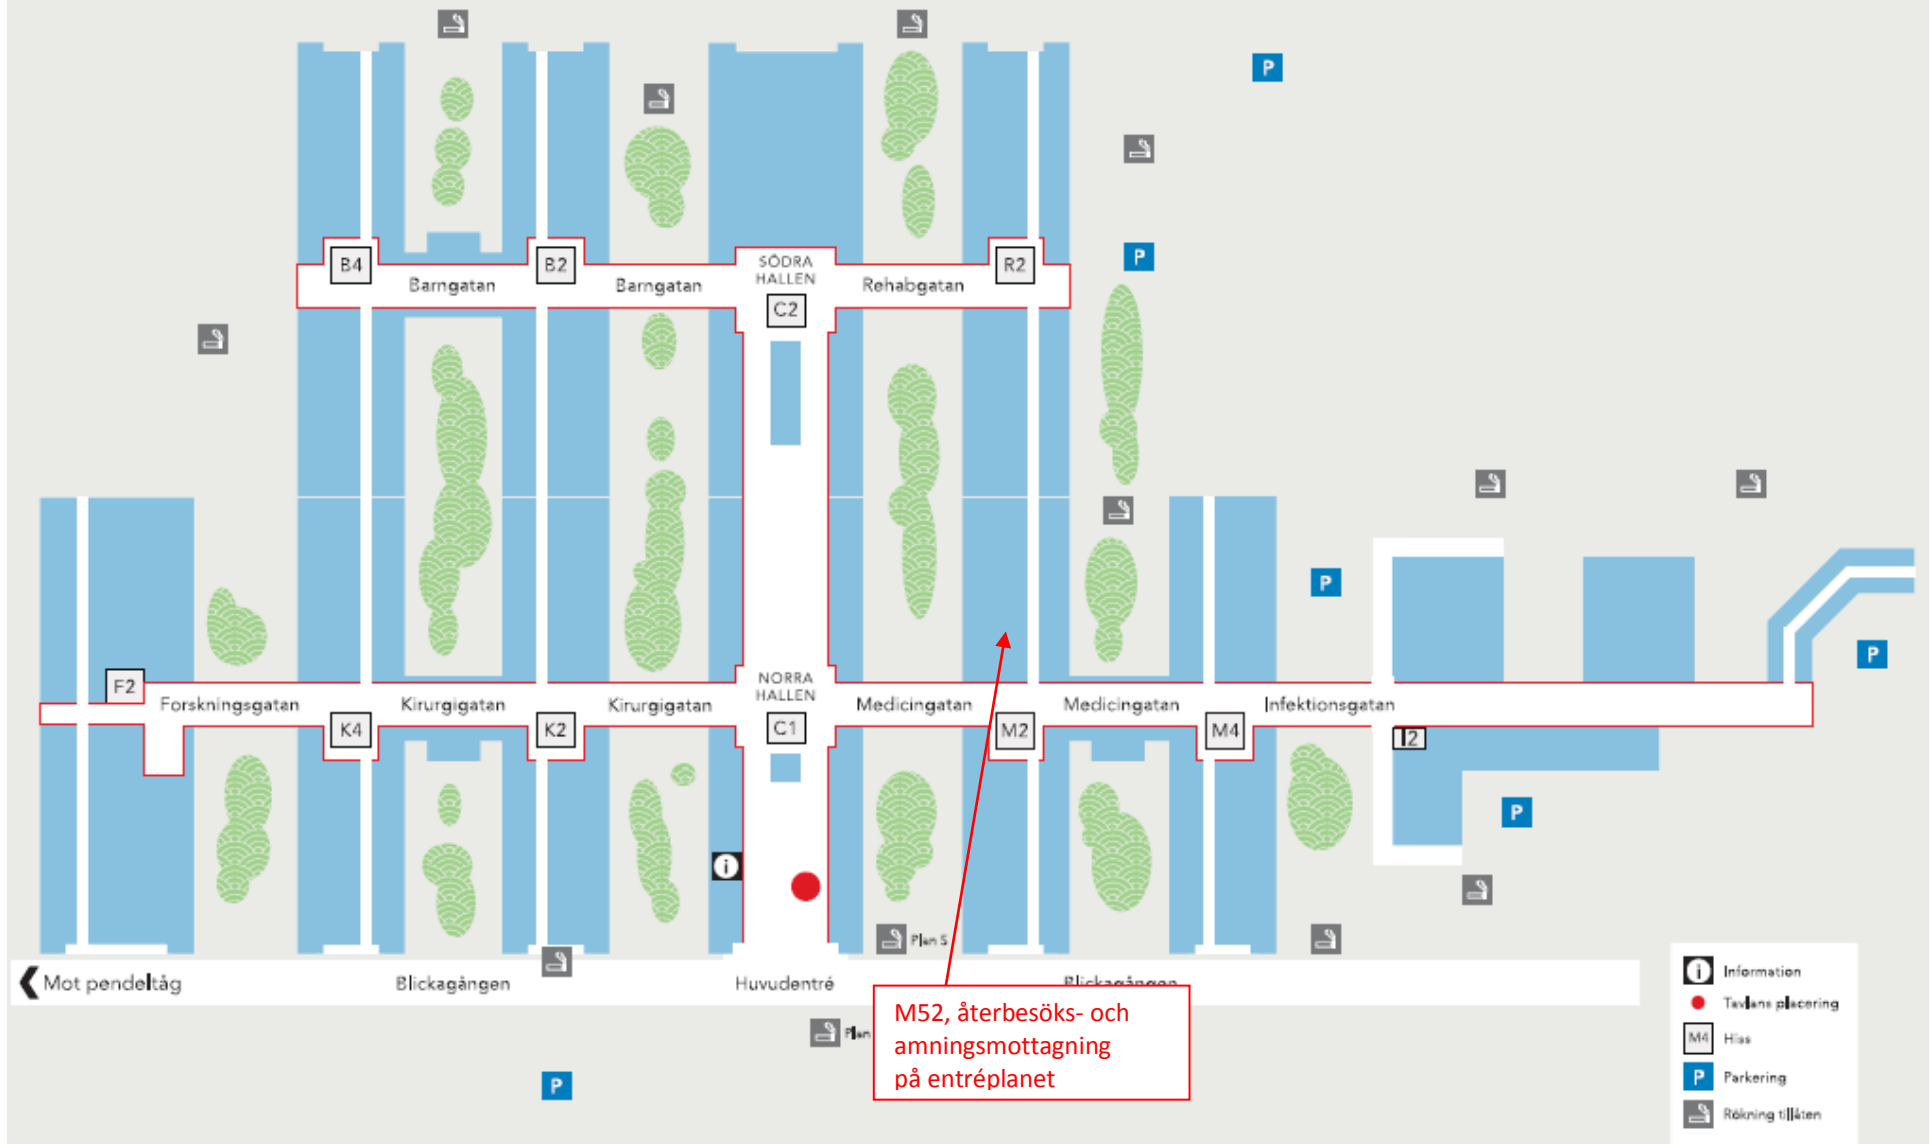 P
B4
B2
SÖDRA
HALLEN
R2
P
Barngatan
Barngatan
Rehabgatan
C2
P
P
F2
NORRA
HALLEN
Forskningsgatan
Kirurgigatan
Kirurgigatan
Medicingatan
Medicingatan
Infektionsgatan
K4
K2
C1
M2
M4
I2
P
i
Plan 5
Mot pendeltåg
Blickagången
Huvudentré
Blickagången
M52, återbesöks- och
amningsmottagning
på entréplanet
Plan
P
i Information
Tavlans placering
M4 Hiss
P Parkering
Rökning tillåten